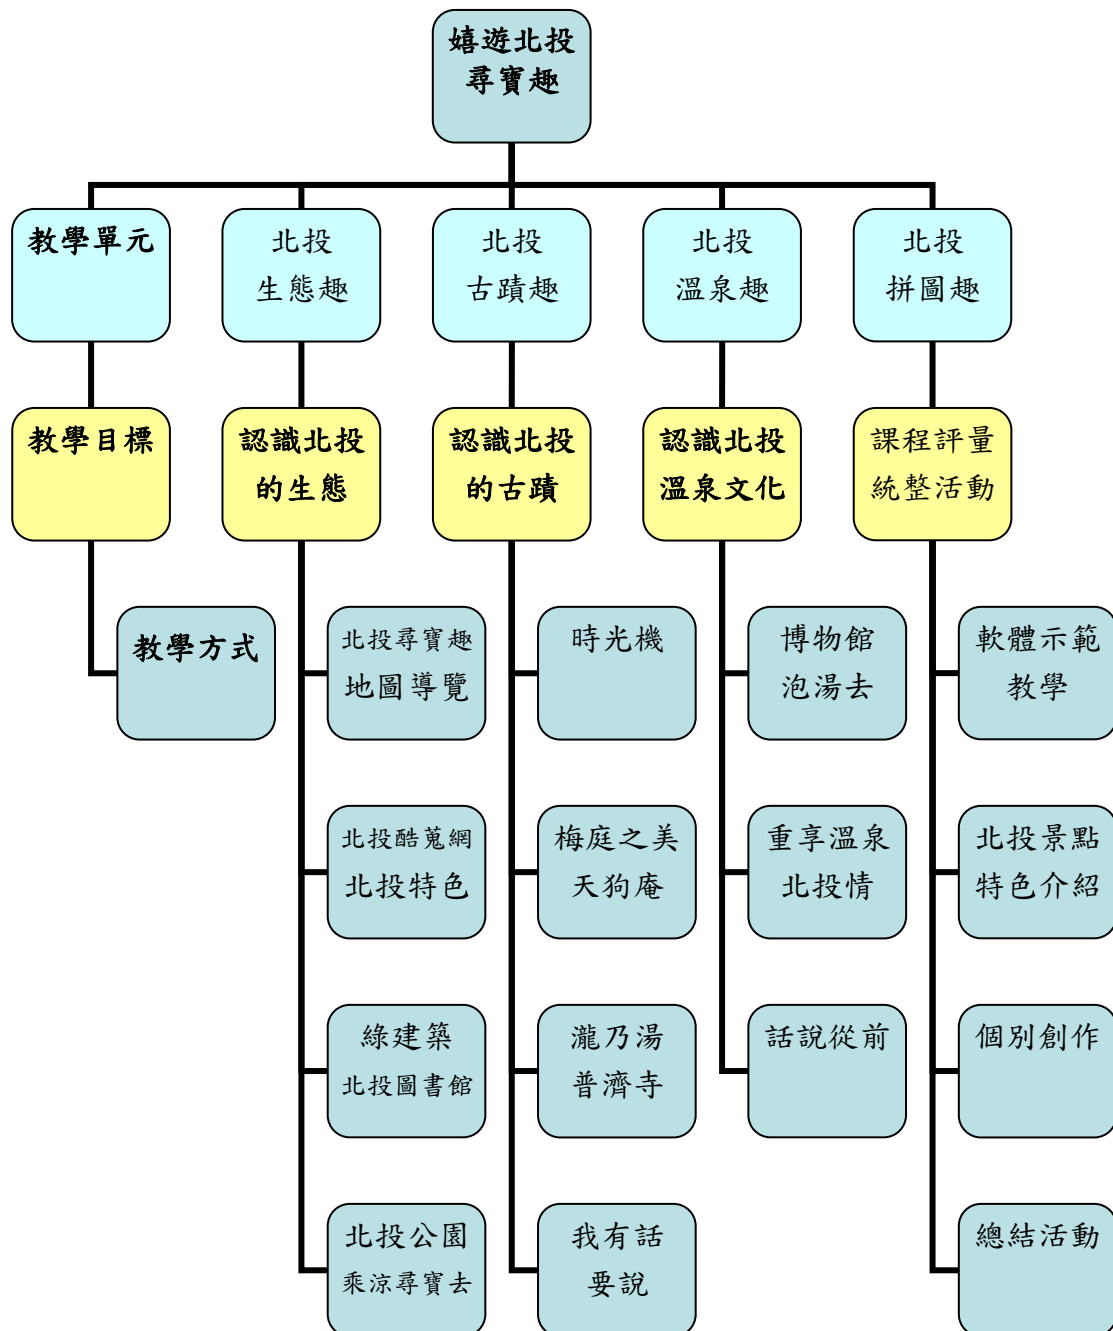 嬉遊北投
尋寶趣
教學單元
北投
生態趣
北投
古蹟趣
北投
溫泉趣
北投
拼圖趣
教學目標
認識北投
的生態
認識北投
的古蹟
認識北投
溫泉文化
課程評量
統整活動
教學方式
北投尋寶趣
地圖導覽
時光機
博物館
泡湯去
軟體示範
教學
北投酷蒐網
北投特色
梅庭之美
天狗庵
重享溫泉
北投情
北投景點
特色介紹
綠建築
北投圖書館
瀧乃湯
普濟寺
話說從前
個別創作
北投公園
乘涼尋寶去
我有話
要說
總結活動